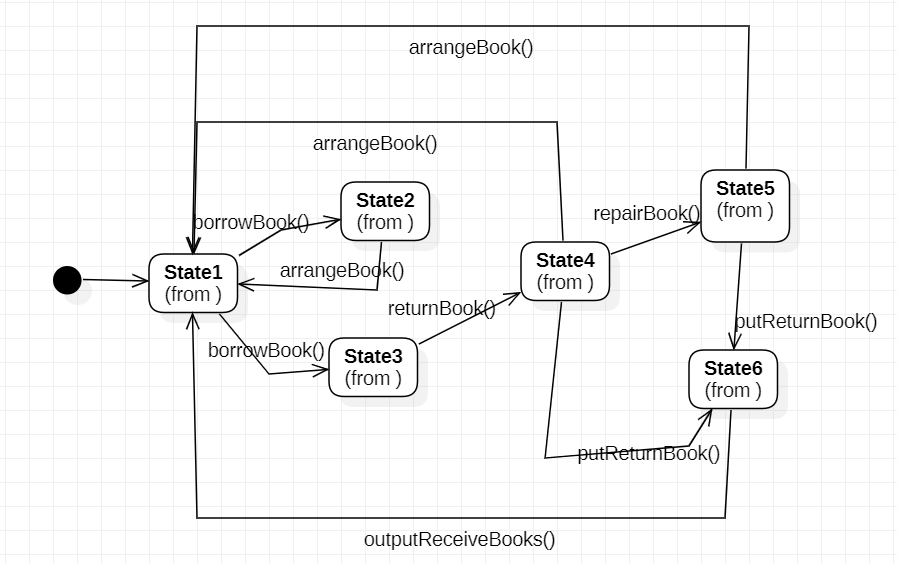 arrangeBook()
arrangeBook()
State2
(from )
borrowBook()
State5
(from )
repairBook()
State1
(from )
arrangeBook()
State4
(from )
returnBook()
putReturnBook()
borrowBook()
State3
(from )
State6
(from )
putReturnBook()
outputReceiveBooks()